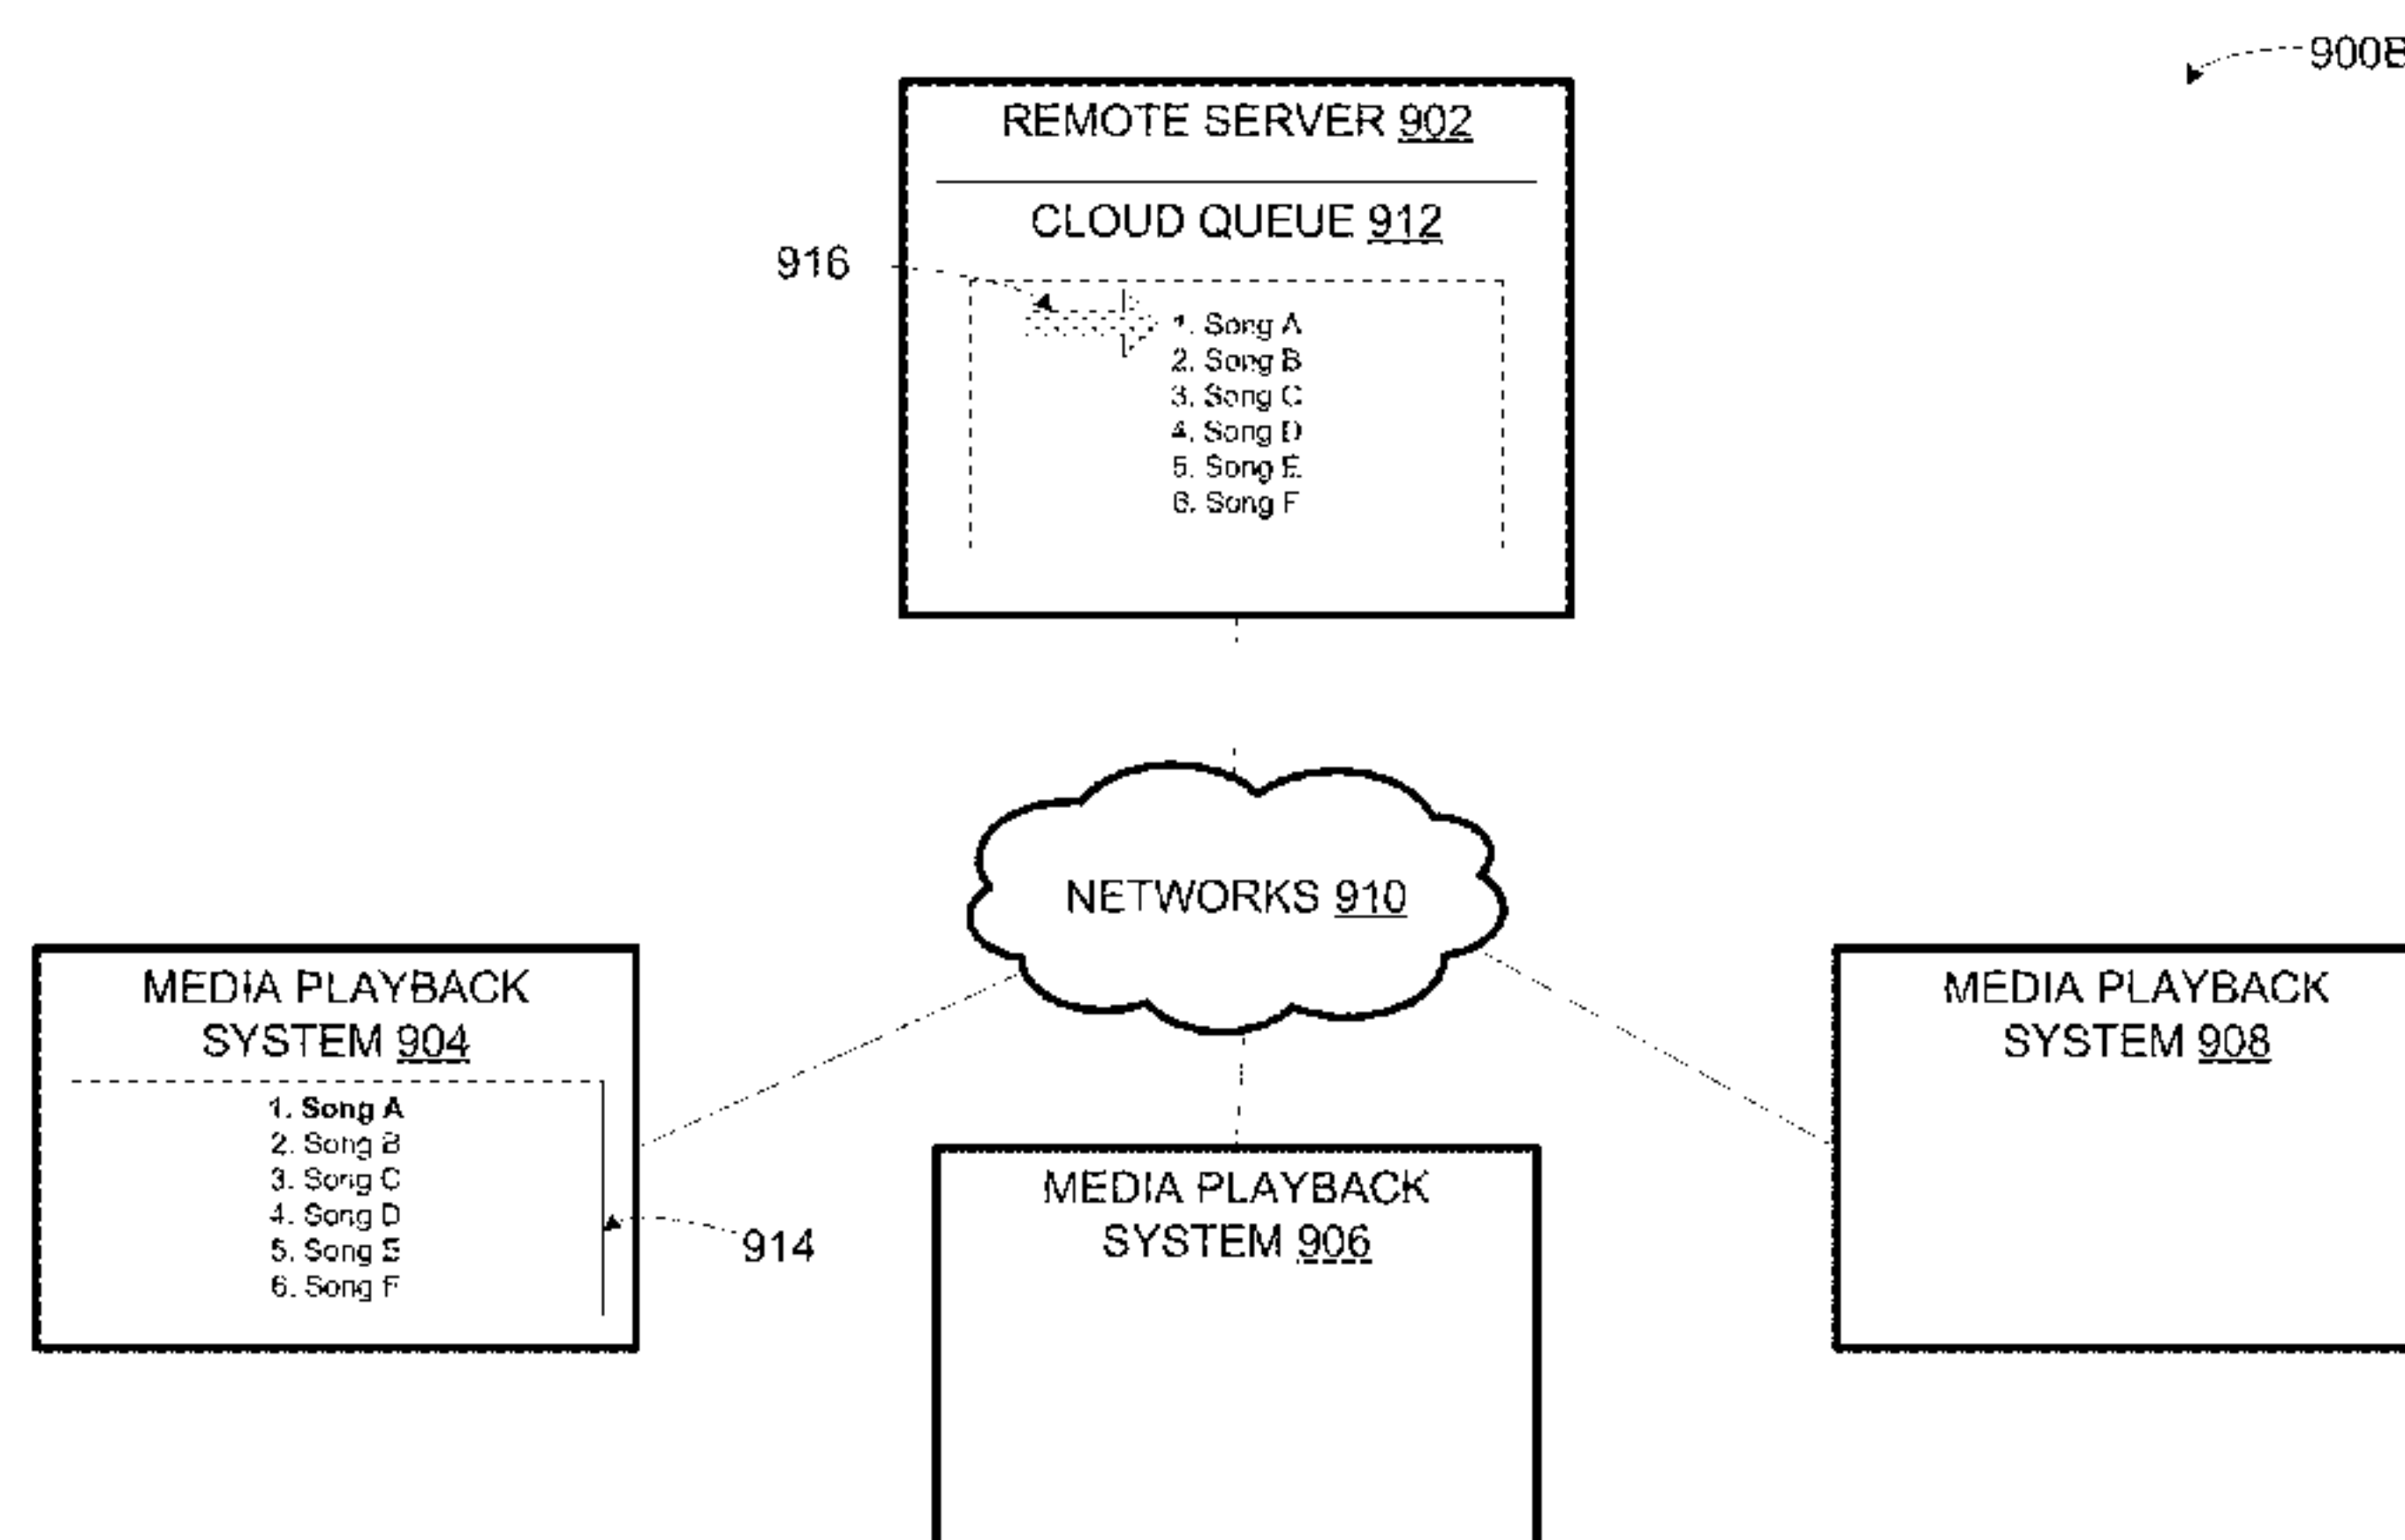 900B
REMOTE SERVER 902
CLOUD QUEUE 912
916
1. Song A
2. Song B
3. Song C
4. Song D
5. Song E
6. Song F
NETWORKS 910
MEDIA PLAYBACK
SYSTEM 904
1. Song A
2. Song B
3. Song C
4. Song D
5. Song E
6. Song F
914
MEDIA PLAYBACK
SYSTEM 906
MEDIA PLAYBACK
SYSTEM 908